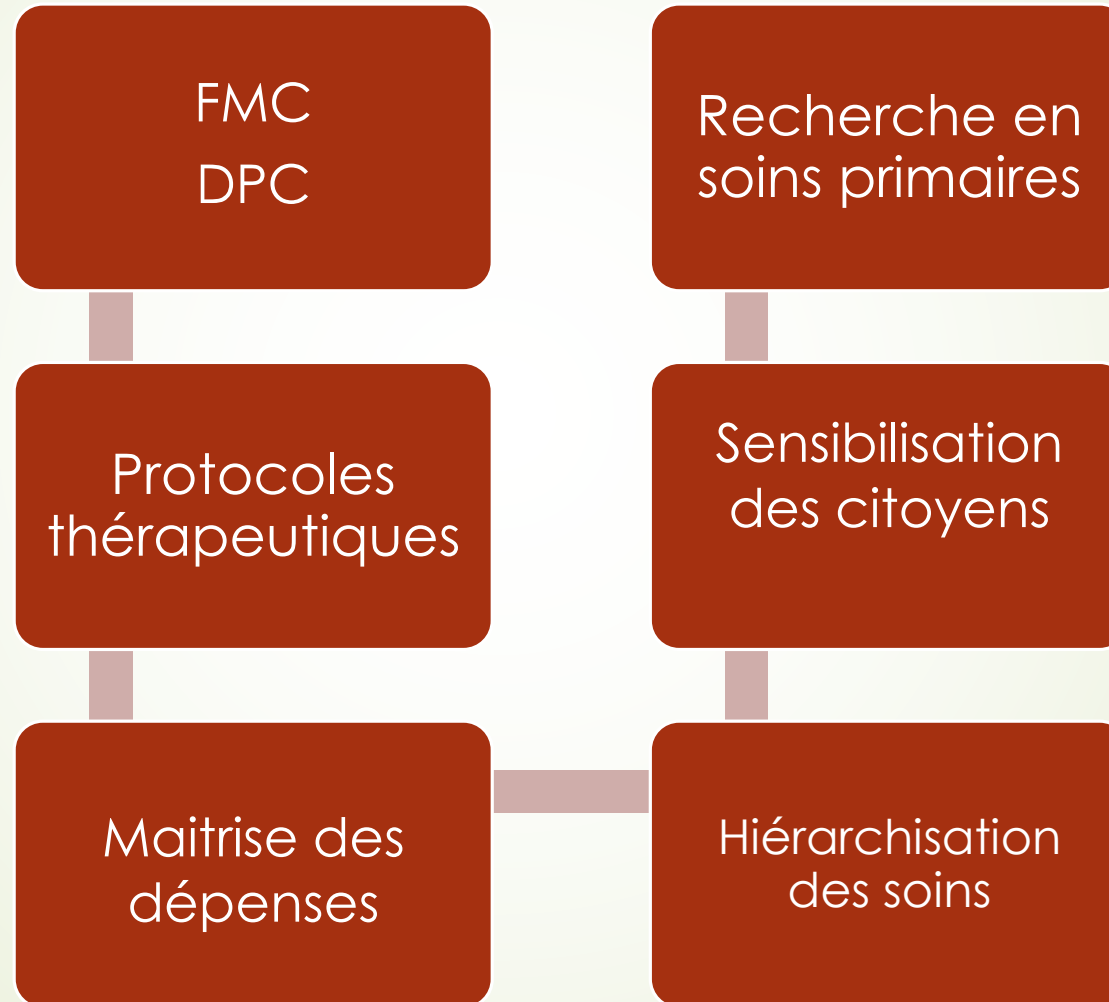 FMC
DPC
Protocoles
thérapeutiques
Maitrise des
dépenses
Hiérarchisation
des soins
Sensibilisation
des citoyens
Recherche en
soins primaires